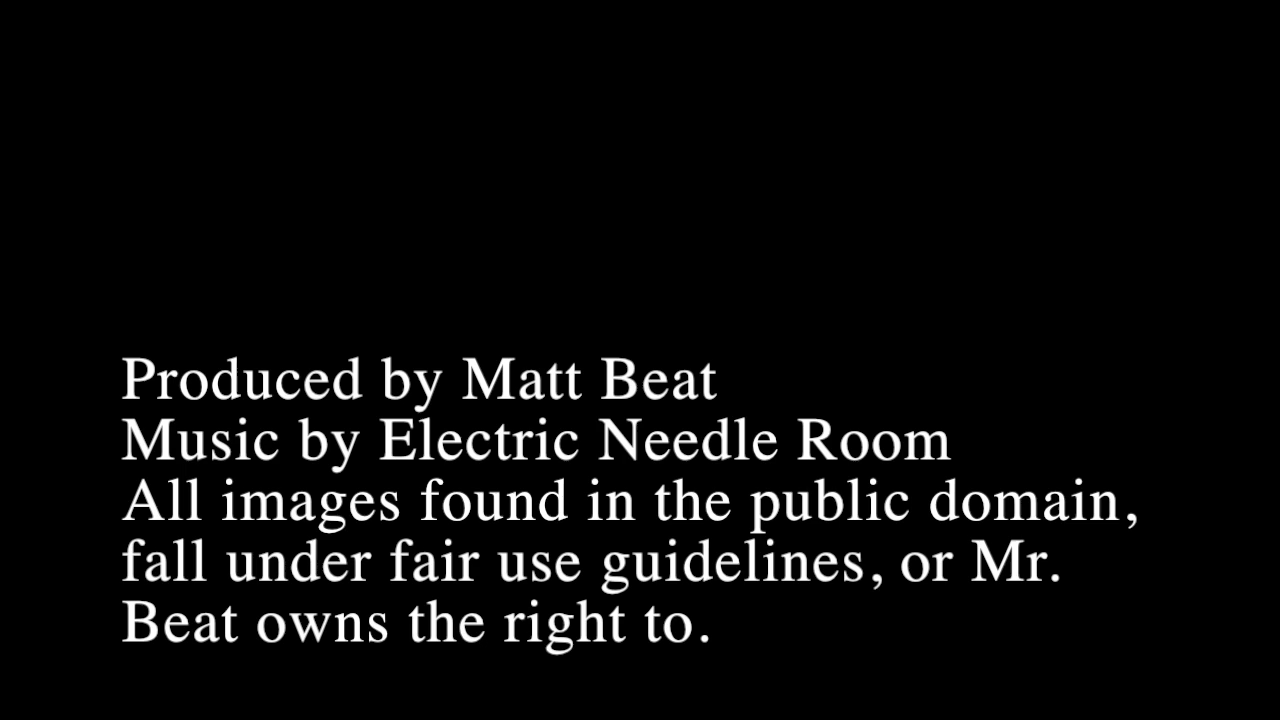 Produced by Matt Beat
Music by Electric Needle Room
All images found in the public domain,
fall under fair use guidelines, or Mr.
Beat owns the right to.